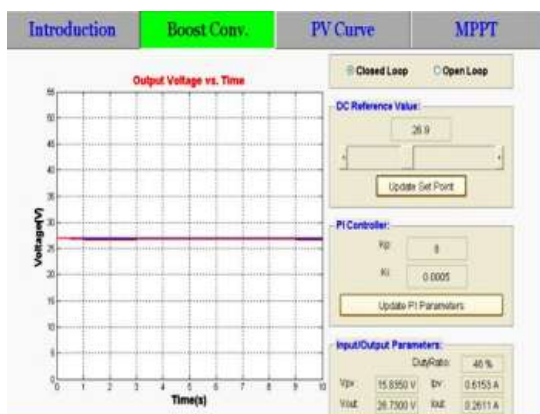 Introduction
Boost Conv.
PV Curve
MPPT
Output Voltage vs. Time
55
50
45
40
35
30
25
20
15
10
5
0
Voltage(V)
0 1 2 3 4 5 6 7 8 9 10
Time(s)
Closed Loop
Open Loop
DC Reference Value:
26.9
Update Set Point
PI Controller:
Kp: 8
Ki: 0.0005
Update PI Parameters
Input/Output Parameters:
DutyRatio: 46 %
Vpv: 15.8350 V Ipv: 0.6153 A
Vout: 26.7300 V Iout: 0.2611 A